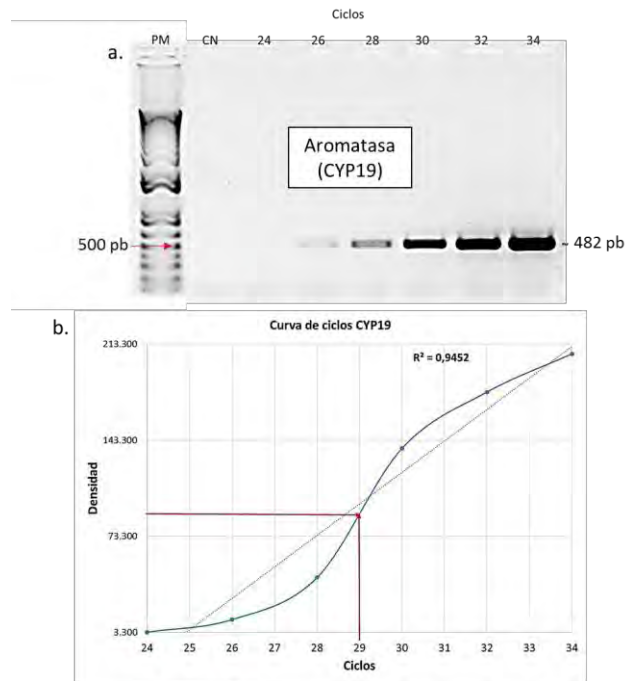 Ciclos
a. PM CN 24 26 28 30 32 34
Aromatasa
(CYP19)
500 pb
482 pb
b.
Curva de ciclos CYP19
R² = 0,9452
213.300
143.300
73.300
3.300
Densidad
24 25 26 27 28 29 30 31 32 33 34
Ciclos